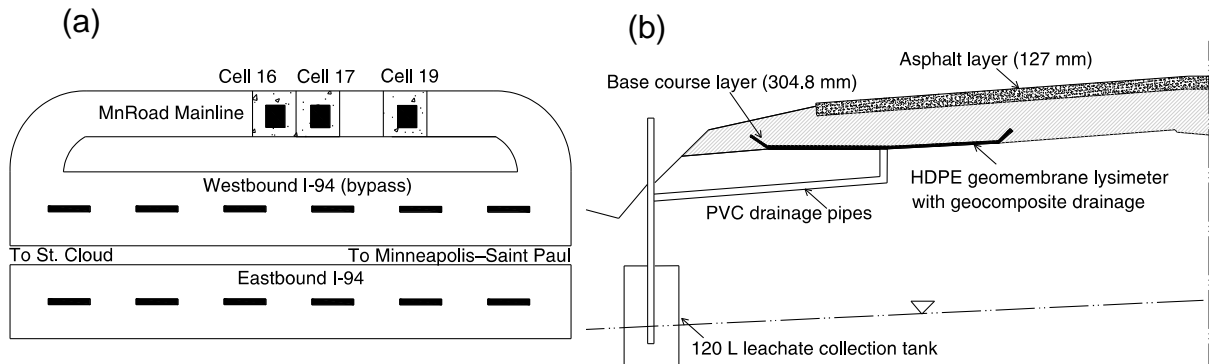 (a)
Cell 16 Cell 17 Cell 19
MnRoad Mainline
Westbound I-94 (bypass)
To St. Cloud To Minneapolis–Saint Paul
Eastbound I-94
(b)
Asphalt layer (127 mm)
Base course layer (304.8 mm)
HDPE geomembrane lysimeter
with geocomposite drainage
PVC drainage pipes
120 L leachate collection tank